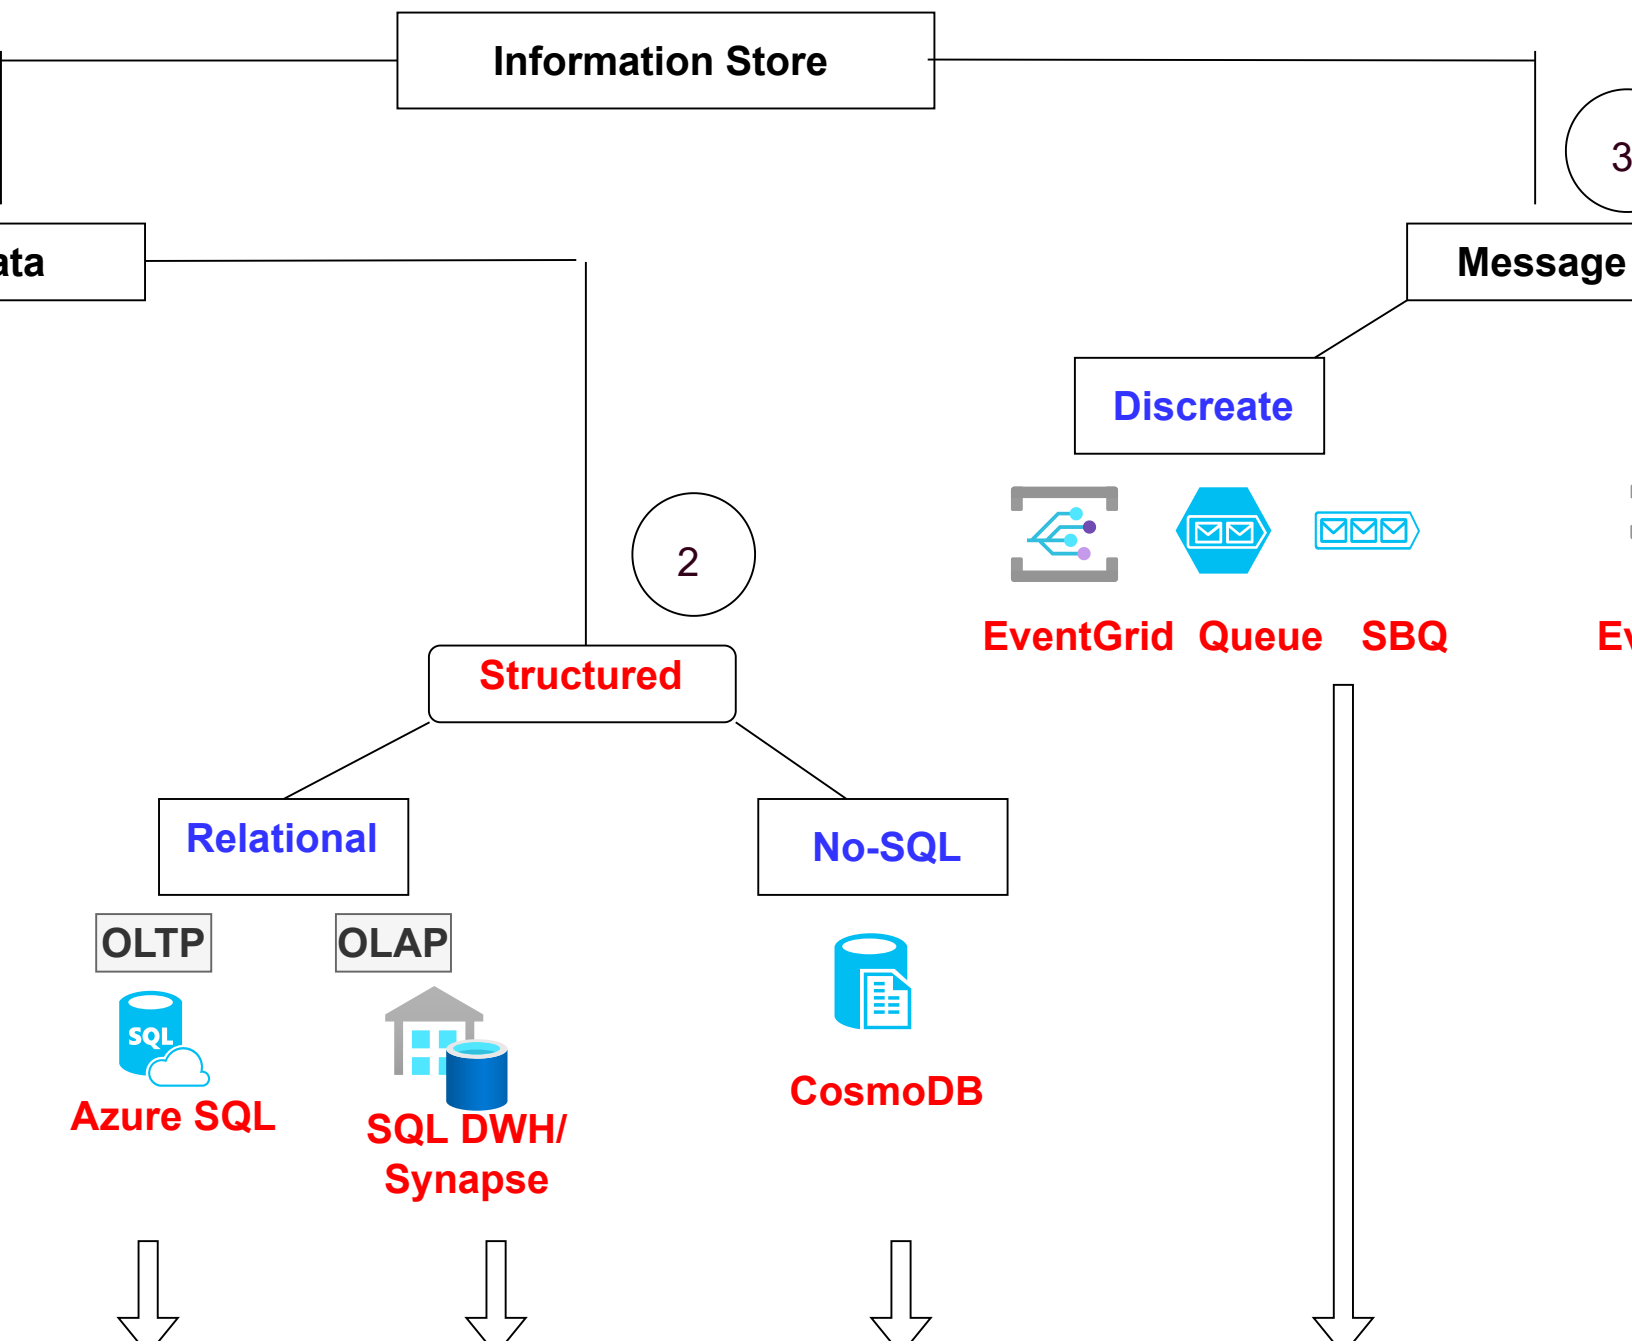 Information Store
3
ata
Message
Discreate
2
EventGrid Queue SBQ
Ev
Structured
Relational
No-SQL
OLTP
OLAP
SQL
CosmoDB
Azure SQL
SQL DWH/
Synapse